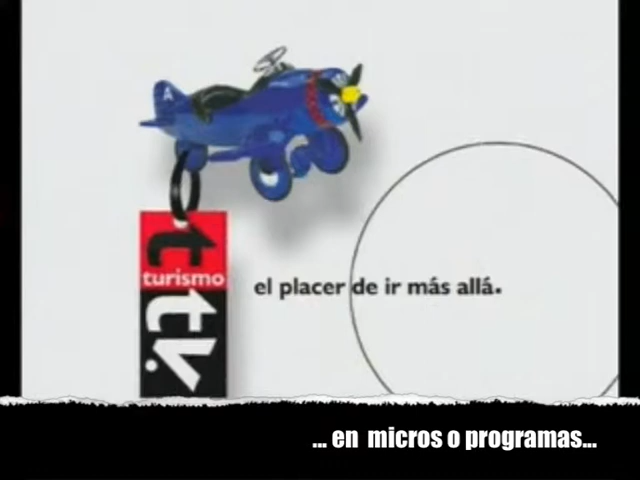 A
t
turismo
tv.
el placer de ir más allá.
... en micros o programas...